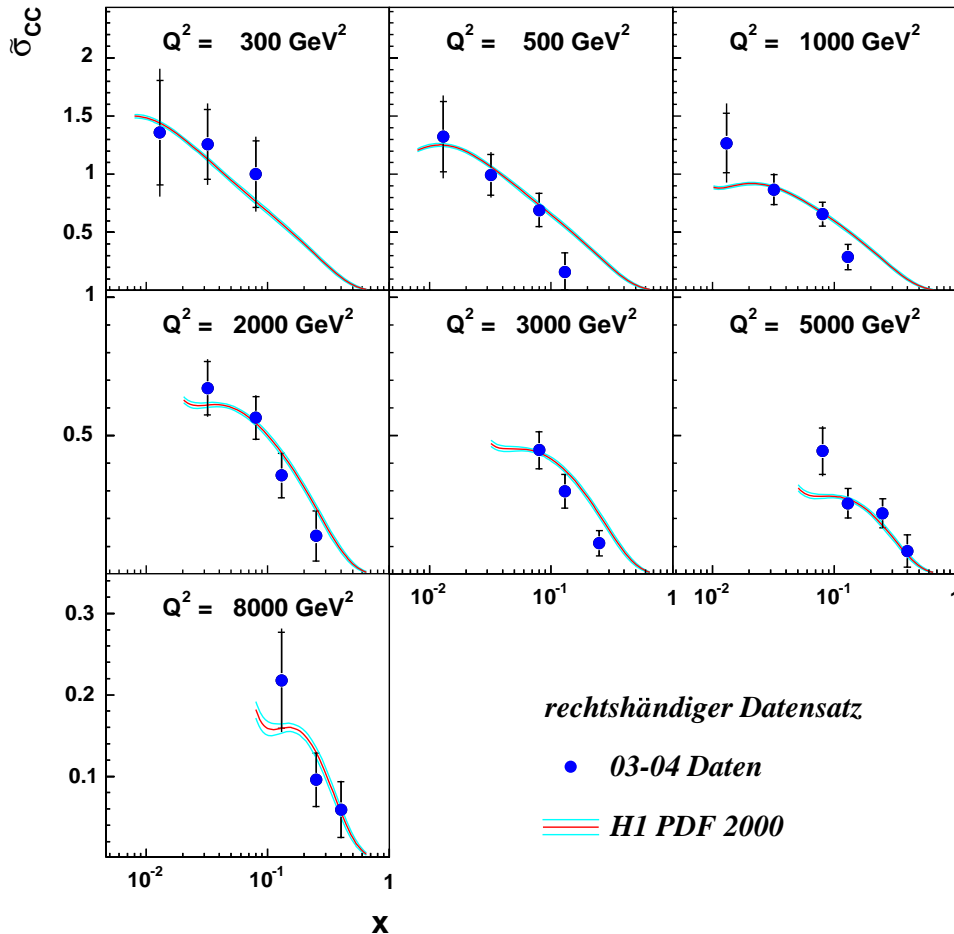 σ̃CC
Q² = 300 GeV²
Q² = 500 GeV²
Q² = 1000 GeV²
2
1.5
1
0.5
Q² = 2000 GeV²
Q² = 3000 GeV²
Q² = 5000 GeV²
1
0.5
10⁻² 10⁻¹ 1
10⁻² 10⁻¹ 1
Q² = 8000 GeV²
0.3
0.2
0.1
10⁻² 10⁻¹ 1
x
rechtshändiger Datensatz
03-04 Daten
H1 PDF 2000